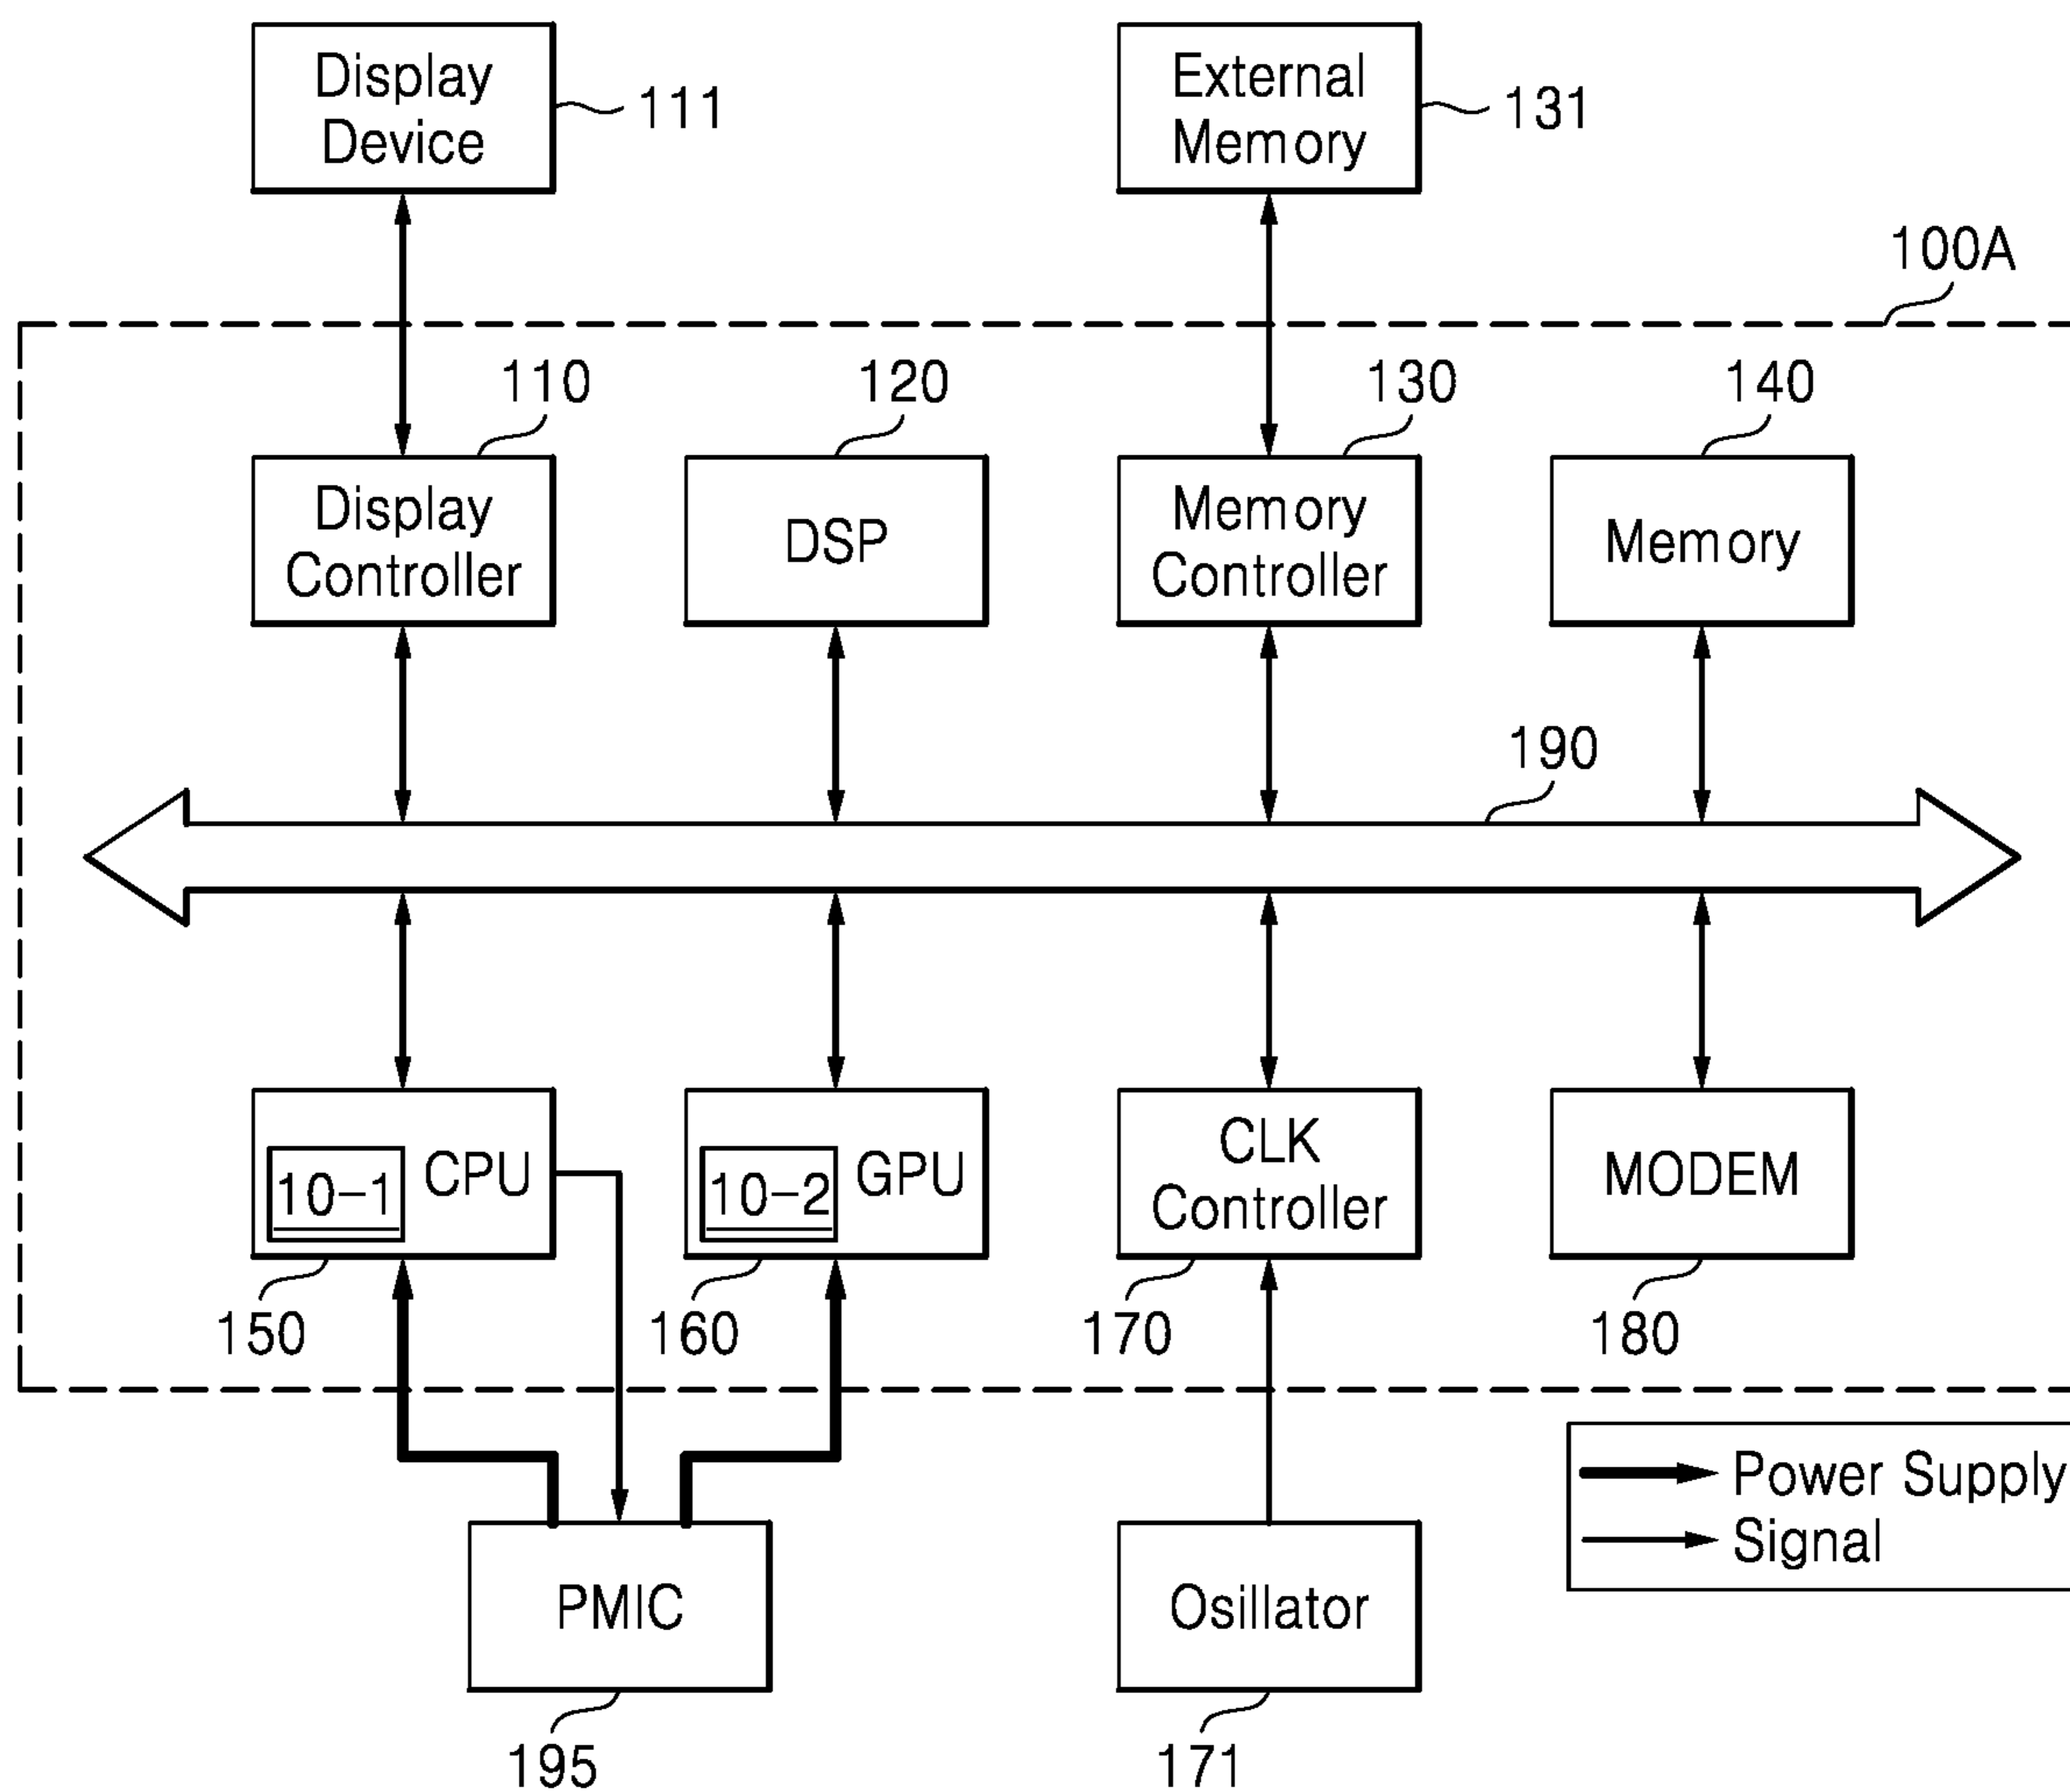 Display
Device
111
External
Memory
131
100A
110
120
130
140
Display
Controller
DSP
Memory
Controller
Memory
190
10-1
CPU
10-2
GPU
CLK
Controller
MODEM
150
160
170
180
Power Supply
Signal
PMIC
Osillator
195
171